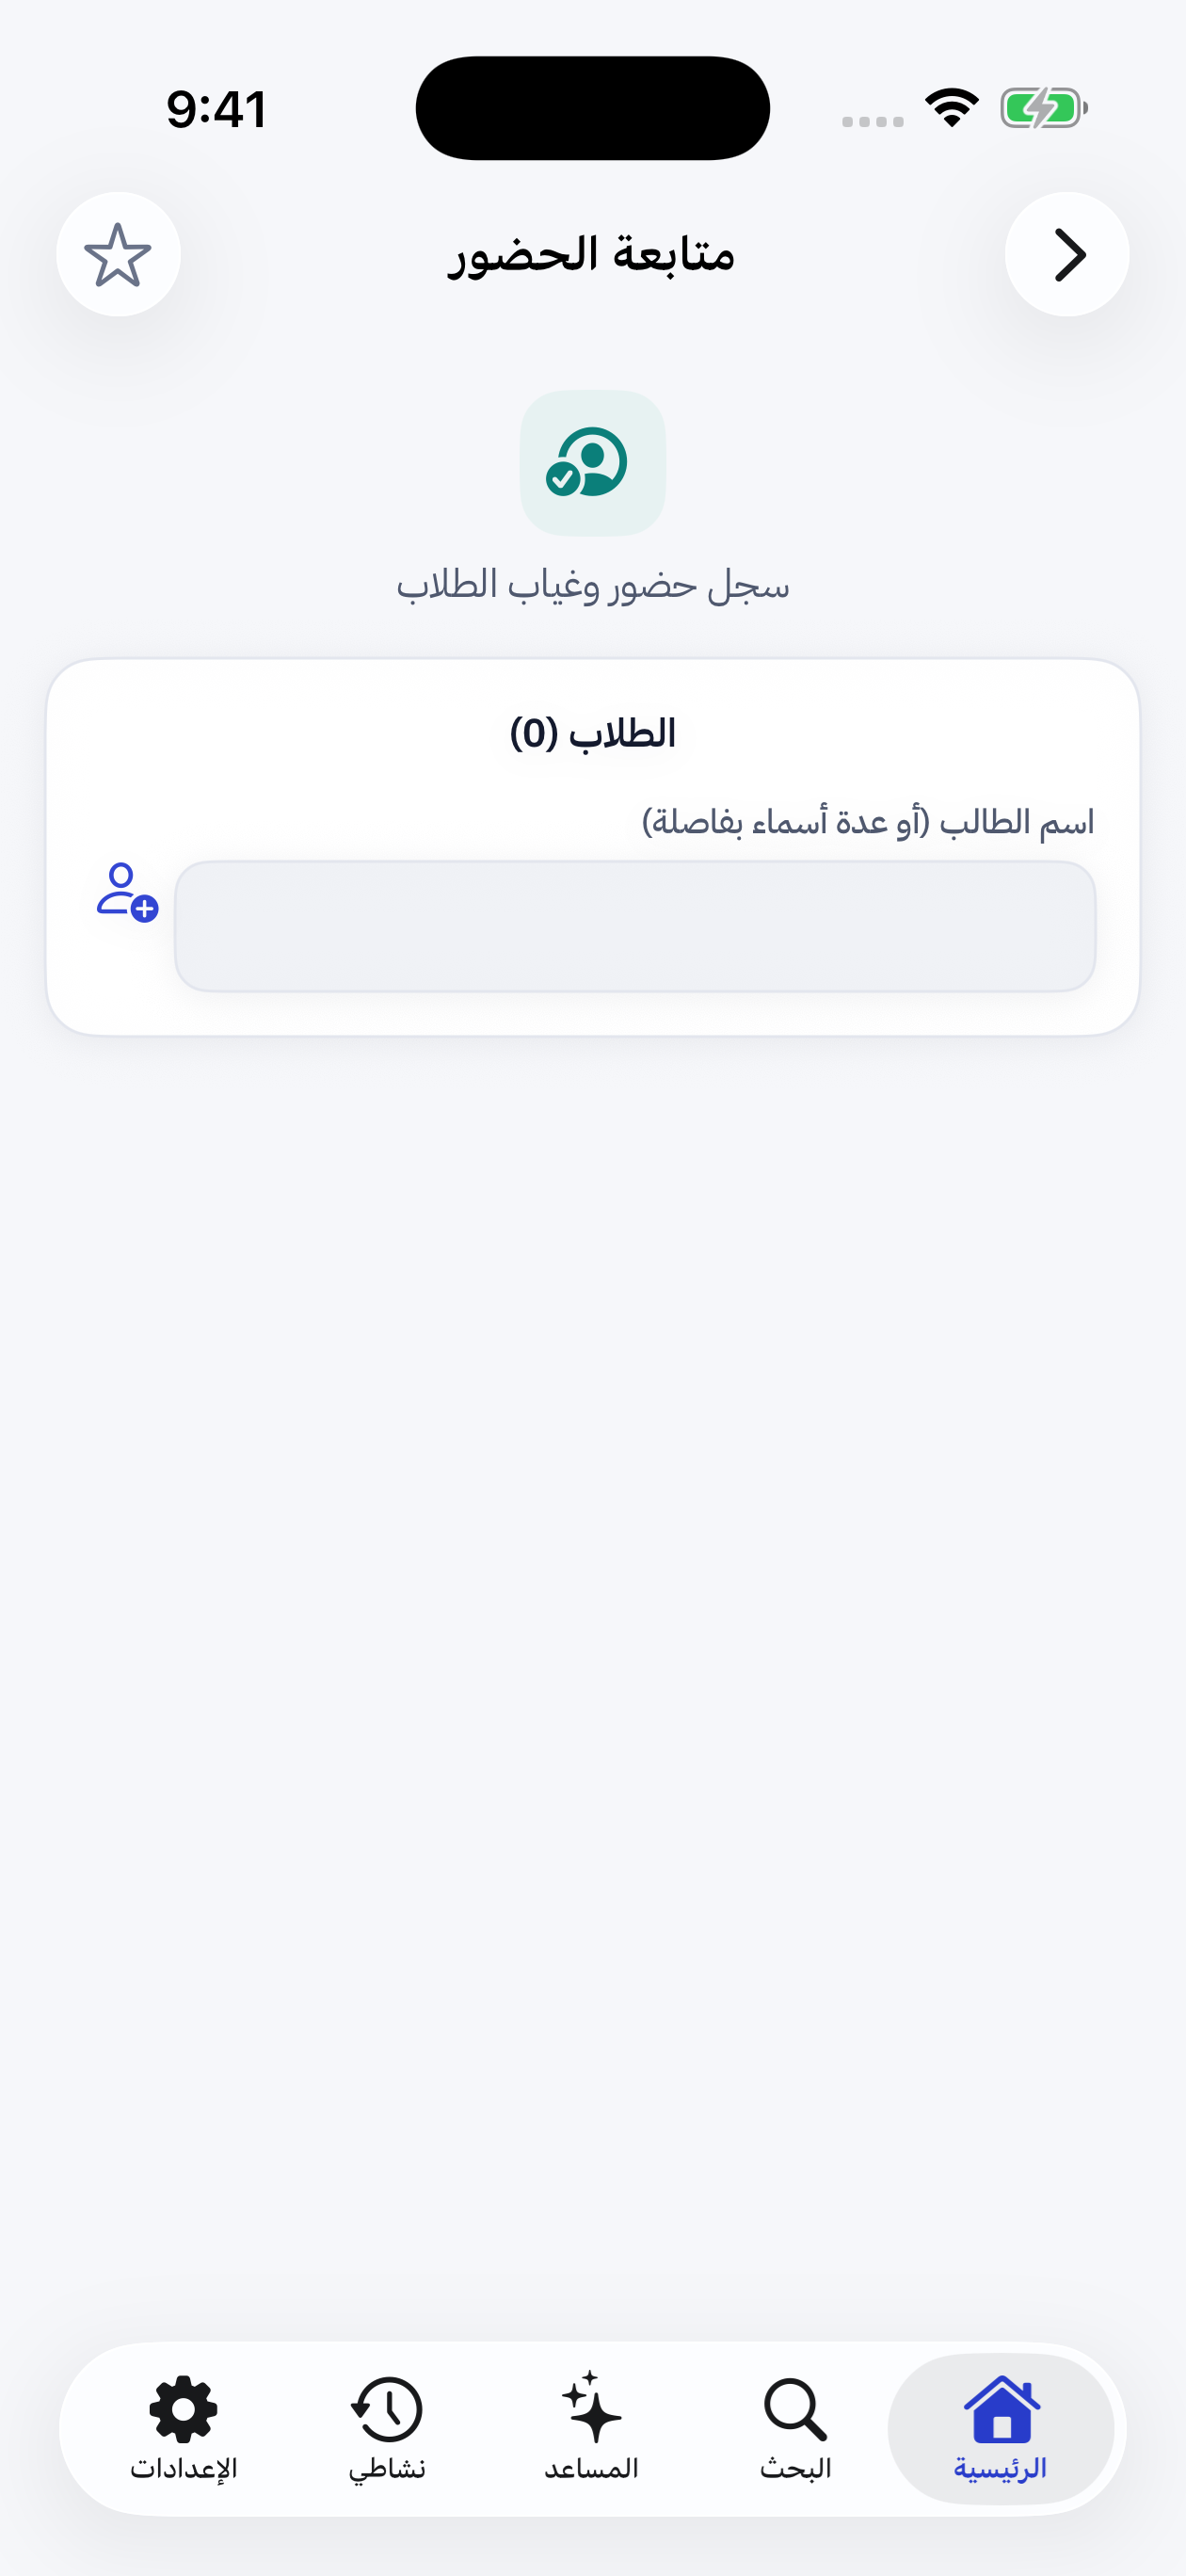 9:41
متابعة الحضور
سجل حضور وغياب الطلاب
الطلاب (0)
اسم الطالب (أو عدة أسماء بفاصلة)
الرئيسية
البحث
المساعد
نشاطي
الإعدادات